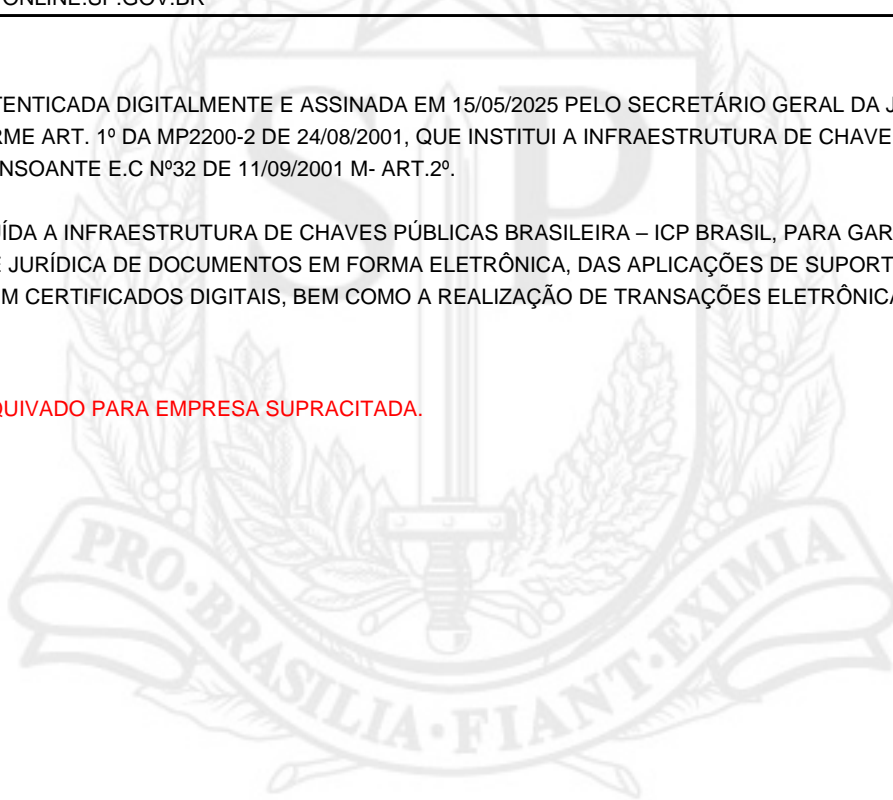 ONLINE.SP.GOV.BR
TENTICADA DIGITALMENTE E ASSINADA EM 15/05/2025 PELO SECRETÁRIO GERAL DA J
RME ART. 1º DA MP2200-2 DE 24/08/2001, QUE INSTITUI A INFRAESTRUTURA DE CHAVE
NSOANTE E.C Nº32 DE 11/09/2001 M- ART.2º.
ÍDA A INFRAESTRUTURA DE CHAVES PÚBLICAS BRASILEIRA – ICP BRASIL, PARA GAR
E JURÍDICA DE DOCUMENTOS EM FORMA ELETRÔNICA, DAS APLICAÇÕES DE SUPORT
M CERTIFICADOS DIGITAIS, BEM COMO A REALIZAÇÃO DE TRANSAÇÕES ELETRÔNICA
QUIVADO PARA EMPRESA SUPRACITADA.
SP
PRO·BRASILIA·FIANT·EXIMIA